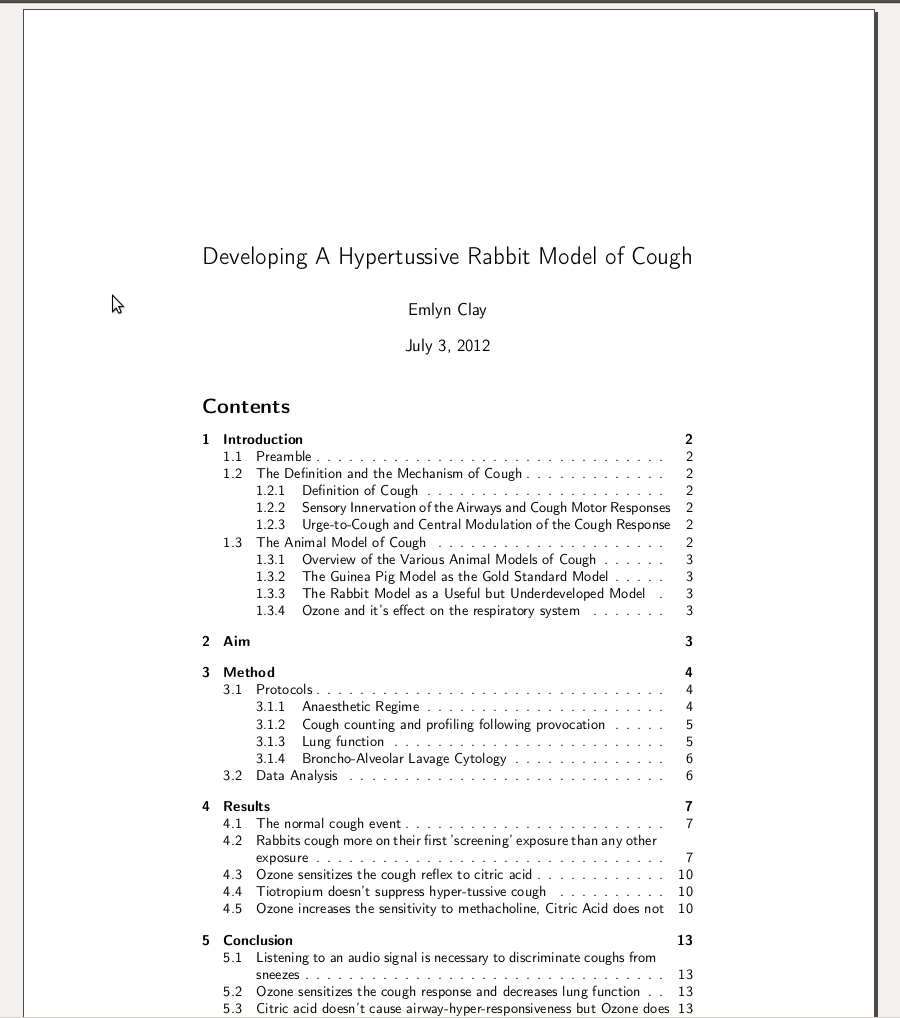 Developing A Hypertussive Rabbit Model of Cough
Emlyn Clay
July 3, 2012
Contents
1 Introduction 2
1.1 Preamble . . . . . . . . . . . . . . . . . . . . . . . . . . . . . . . . 2
1.2 The Definition and the Mechanism of Cough . . . . . . . . . . . . . 2
1.2.1 Definition of Cough . . . . . . . . . . . . . . . . . . . . . . 2
1.2.2 Sensory Innervation of the Airways and Cough Motor Responses 2
1.2.3 Urge-to-Cough and Central Modulation of the Cough Response 2
1.3 The Animal Model of Cough . . . . . . . . . . . . . . . . . . . . . 2
1.3.1 Overview of the Various Animal Models of Cough . . . . . . 3
1.3.2 The Guinea Pig Model as the Gold Standard Model . . . . . 3
1.3.3 The Rabbit Model as a Useful but Underdeveloped Model . 3
1.3.4 Ozone and it's effect on the respiratory system . . . . . . . 3
2 Aim 3
3 Method 4
3.1 Protocols . . . . . . . . . . . . . . . . . . . . . . . . . . . . . . . . 4
3.1.1 Anaesthetic Regime . . . . . . . . . . . . . . . . . . . . . . 4
3.1.2 Cough counting and profiling following provocation . . . . . 5
3.1.3 Lung function . . . . . . . . . . . . . . . . . . . . . . . . . 5
3.1.4 Broncho-Alveolar Lavage Cytology . . . . . . . . . . . . . . 6
3.2 Data Analysis . . . . . . . . . . . . . . . . . . . . . . . . . . . . . 6
4 Results 7
4.1 The normal cough event . . . . . . . . . . . . . . . . . . . . . . . . 7
4.2 Rabbits cough more on their first 'screening' exposure than any other
exposure . . . . . . . . . . . . . . . . . . . . . . . . . . . . . . . . 7
4.3 Ozone sensitizes the cough reflex to citric acid . . . . . . . . . . . . 10
4.4 Tiotropium doesn't suppress hyper-tussive cough . . . . . . . . . . 10
4.5 Ozone increases the sensitivity to methacholine, Citric Acid does not 10
5 Conclusion 13
5.1 Listening to an audio signal is necessary to discriminate coughs from
sneezes . . . . . . . . . . . . . . . . . . . . . . . . . . . . . . . . . 13
5.2 Ozone sensitizes the cough response and decreases lung function . . 13
5.3 Citric acid doesn't cause airway-hyper-responsiveness but Ozone does 13